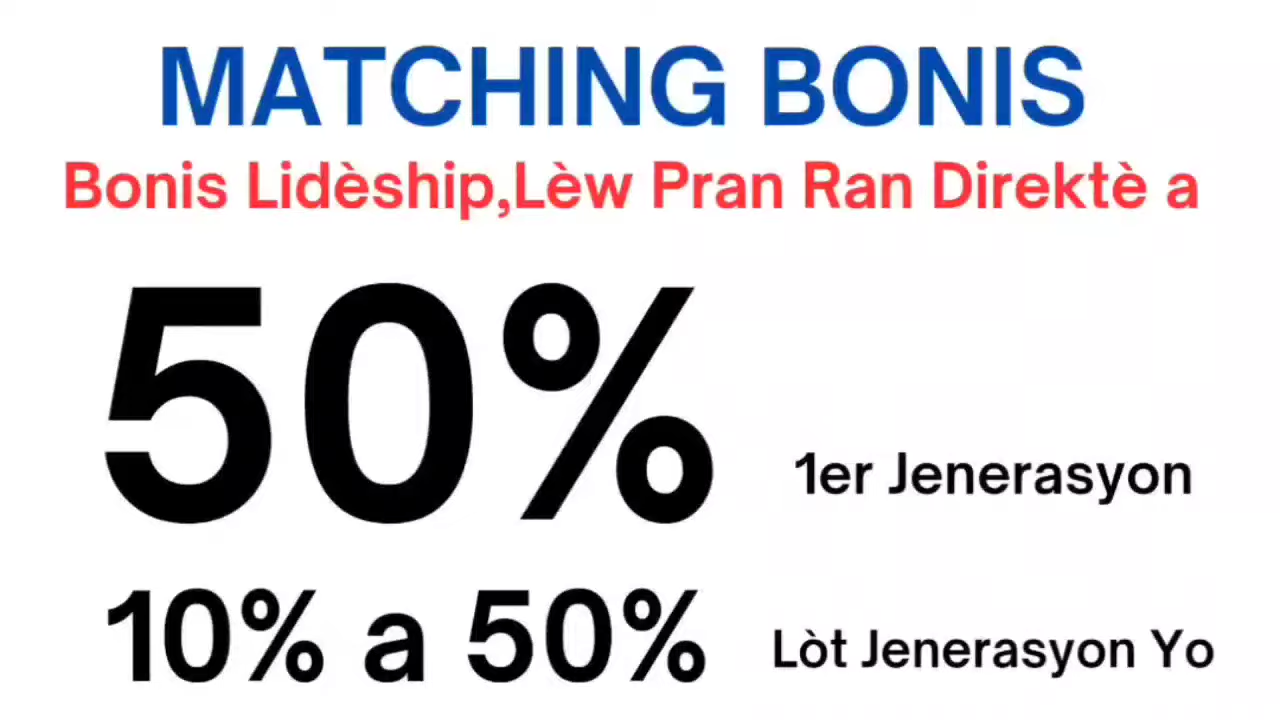 MATCHING BONIS
Bonis Lidèship,Lèw Pran Ran Direktè a
50% 1er Jenerasyon
10% a 50% Lòt Jenerasyon Yo